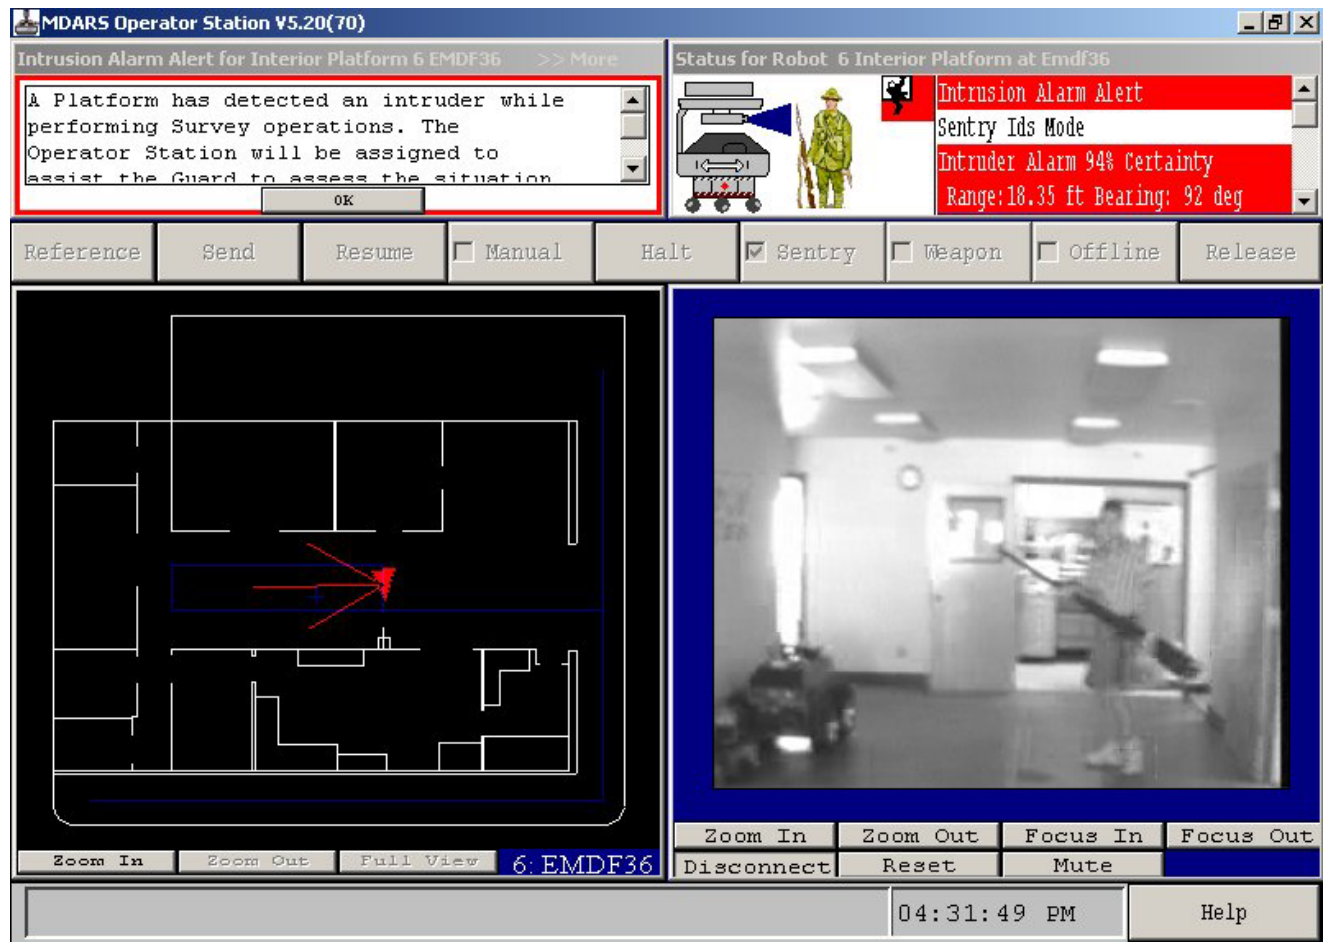 MDARS Operator Station V5.20(70)
Intrusion Alarm Alert for Interior Platform 6 EMDF36 >> More
A Platform has detected an intruder while
performing Survey operations. The
Operator Station will be assigned to
assist the Guard to assess the situation
OK
Status for Robot 6 Interior Platform at Emdf36
Intrusion Alarm Alert
Sentry Ids Mode
Intruder Alarm 94% Certainty
Range:18.35 ft Bearing: 92 deg
Reference Send Resume Manual Halt Sentry Weapon Offline Release
Zoom In Zoom Out Full View 6: EMDF36
Zoom In Zoom Out Focus In Focus Out
Disconnect Reset Mute
04:31:49 PM Help